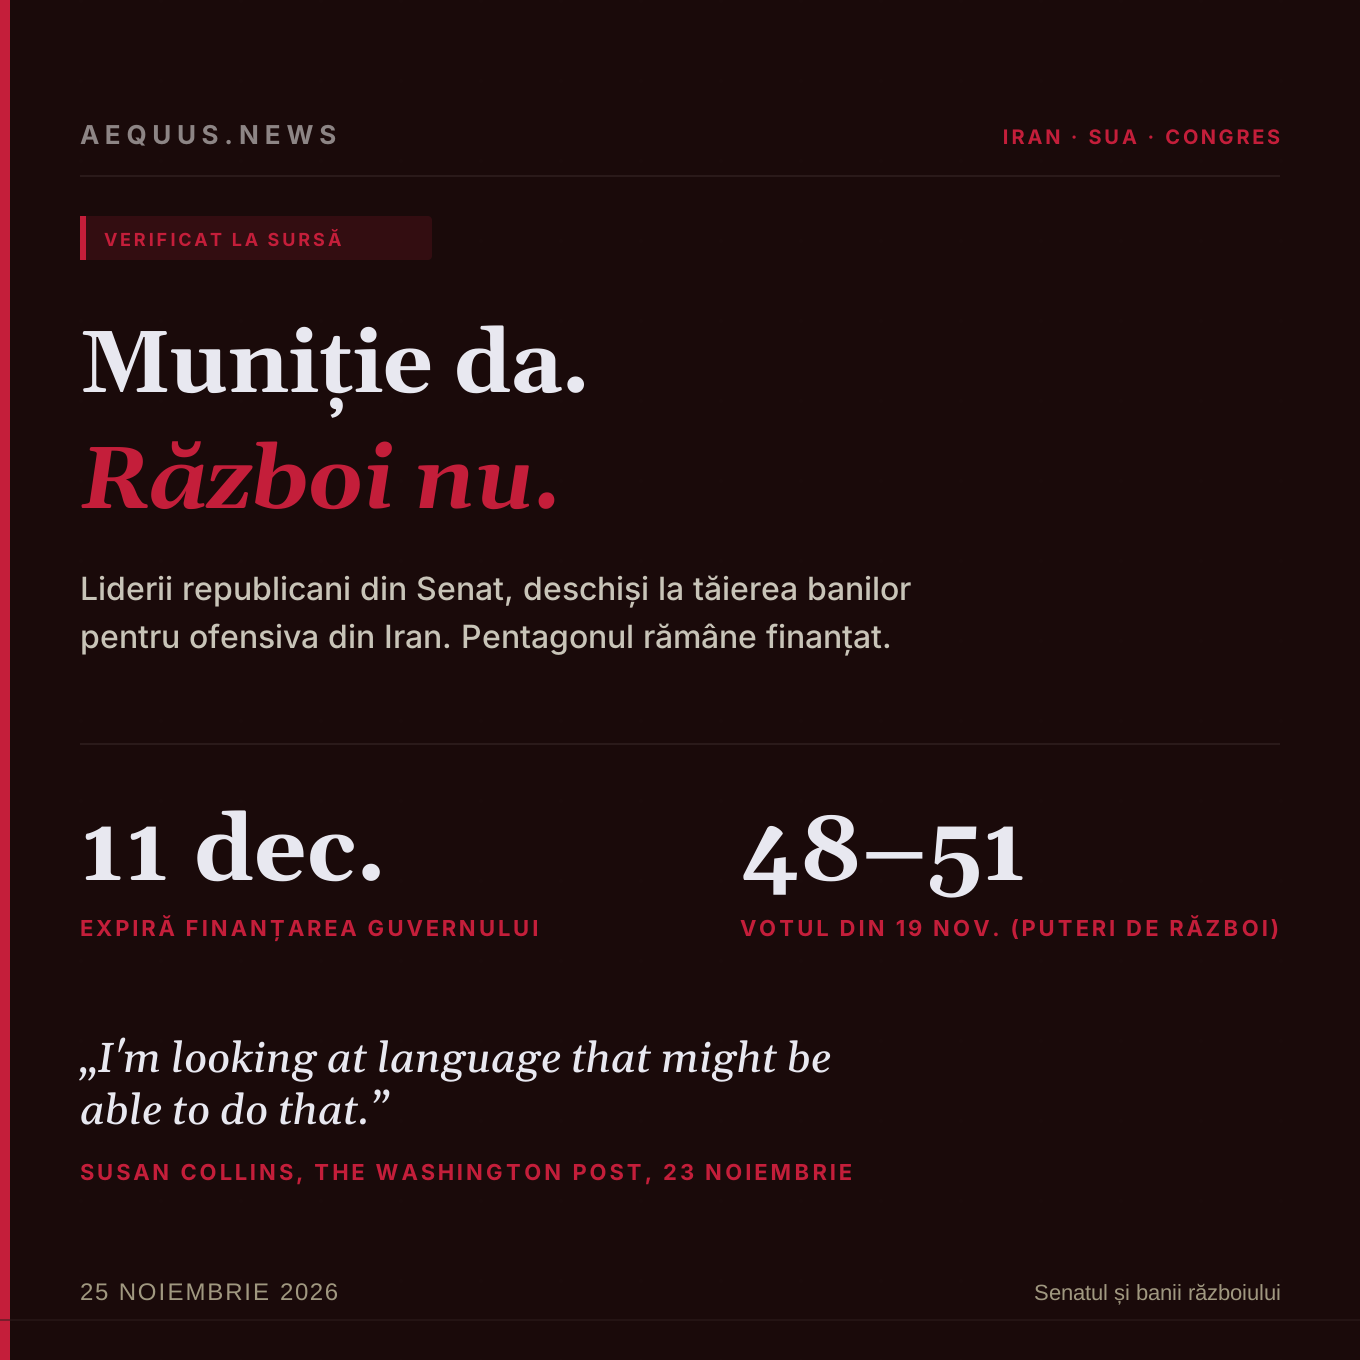 AEQUUS.NEWS
IRAN · SUA · CONGRES
VERIFICAT LA SURSĂ
Muniție da.
Război nu.
Liderii republicani din Senat, deschiși la tăierea banilor
pentru ofensiva din Iran. Pentagonul rămâne finanțat.
11 dec.
48–51
EXPIRĂ FINANȚAREA GUVERNULUI
VOTUL DIN 19 NOV. (PUTERI DE RĂZBOI)
„I'm looking at language that might be
able to do that.”
SUSAN COLLINS, THE WASHINGTON POST, 23 NOIEMBRIE
25 NOIEMBRIE 2026
Senatul și banii războiului